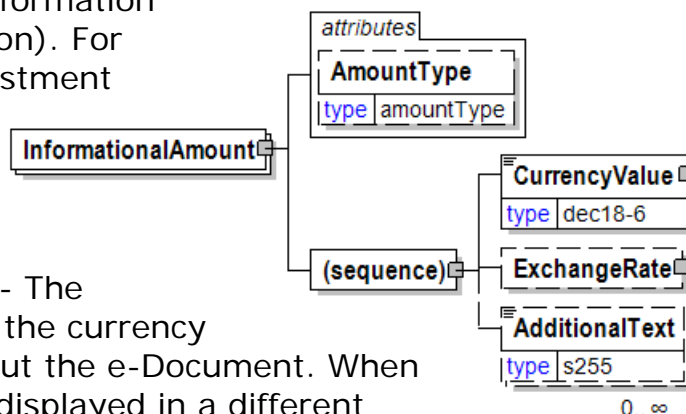 formation
on). For
stment
attributes
AmountType
type amountType
InformationalAmount
CurrencyValue
type dec18-6
(sequence)
ExchangeRate
AdditionalText
type s255
0 ∞
- The
the currency
ut the e-Document. When
displayed in a different